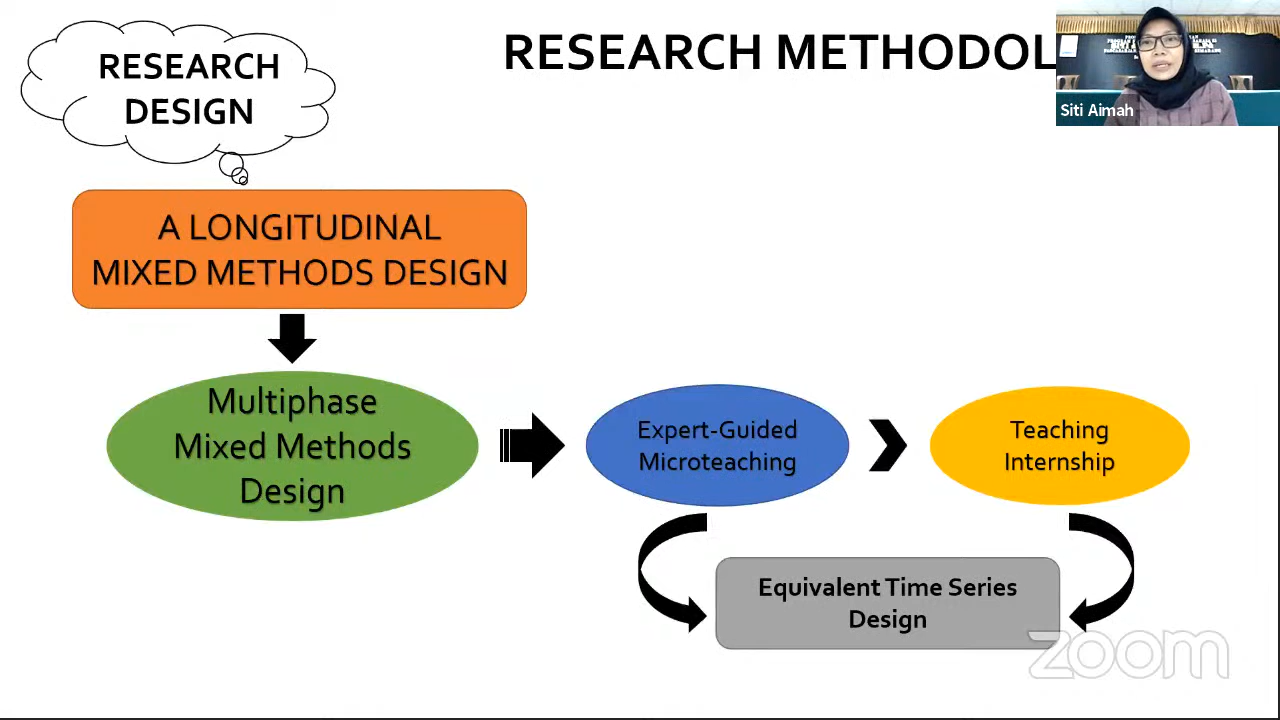 RESEARCH METHODOL
RESEARCH
DESIGN
Siti Aimah
A LONGITUDINAL
MIXED METHODS DESIGN
Multiphase
Mixed Methods
Design
Expert-Guided
Microteaching
Teaching
Internship
Equivalent Time Series
Design
zoom